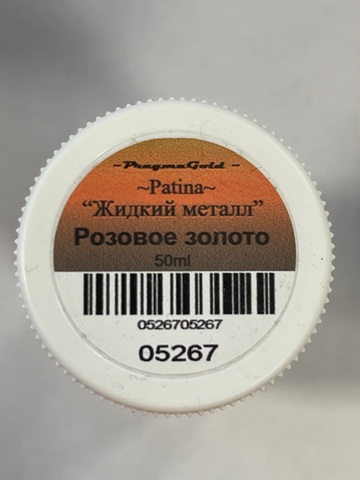 ~PragmaGold~
~Patina~
“Жидкий металл”
Розовое золото
50ml
0526705267
05267